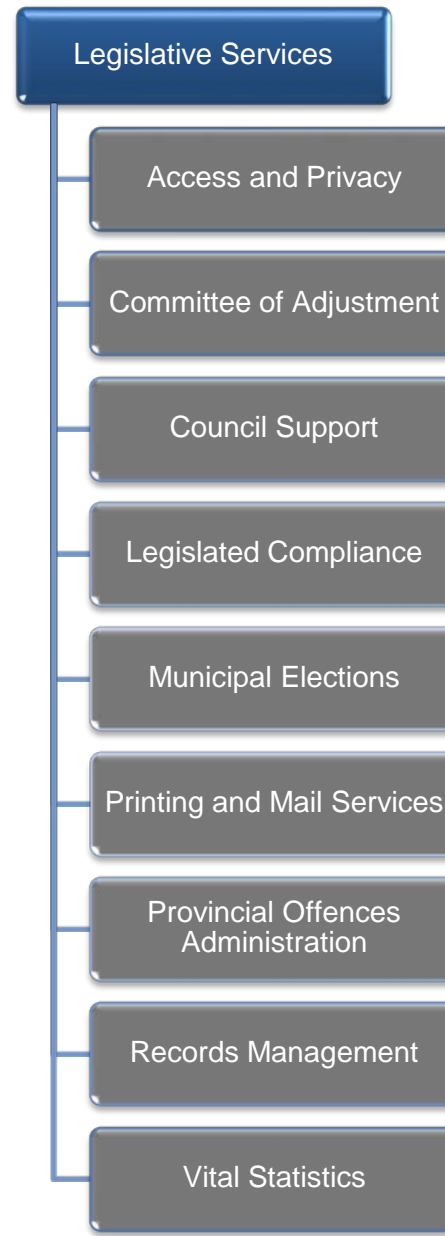 Legislative Services
Access and Privacy
Committee of Adjustment
Council Support
Legislated Compliance
Municipal Elections
Printing and Mail Services
Provincial Offences
Administration
Records Management
Vital Statistics